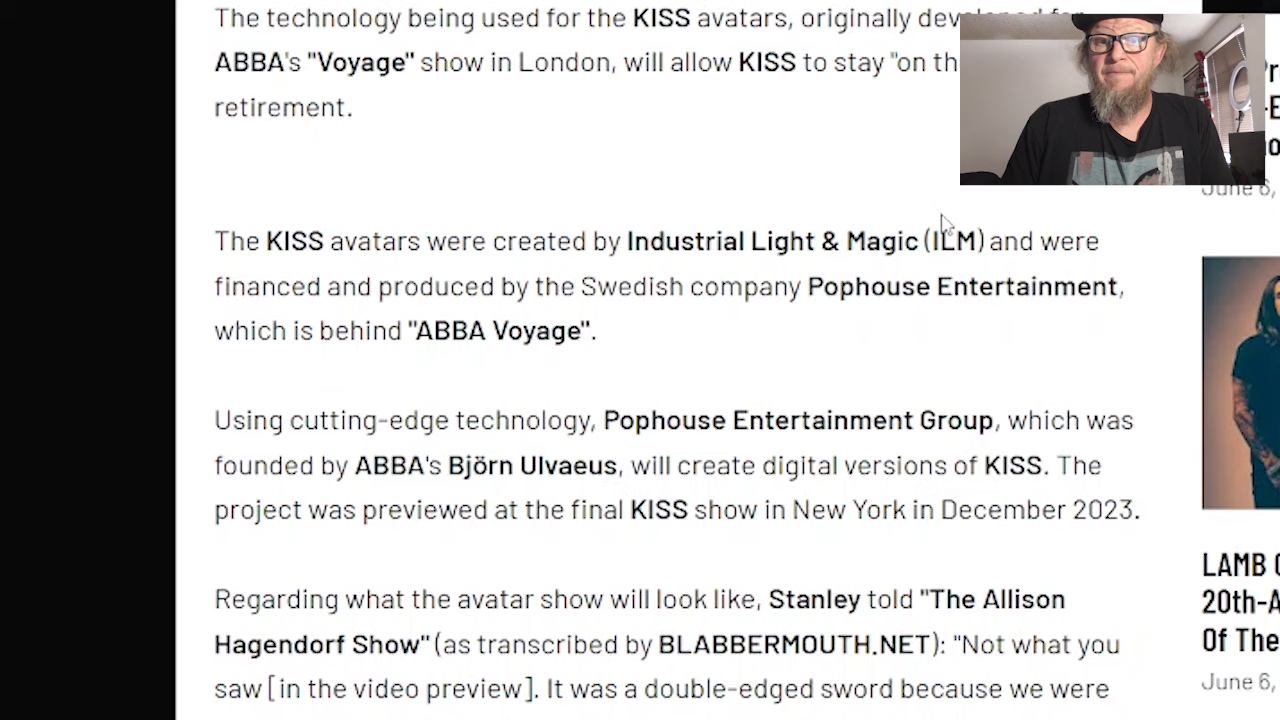 The technology being used for the KISS avatars, originally developed for
ABBA's "Voyage" show in London, will allow KISS to stay "on th
retirement.
The KISS avatars were created by Industrial Light & Magic (ILM) and were
financed and produced by the Swedish company Pophouse Entertainment,
which is behind "ABBA Voyage".
Using cutting-edge technology, Pophouse Entertainment Group, which was
founded by ABBA's Björn Ulvaeus, will create digital versions of KISS. The
project was previewed at the final KISS show in New York in December 2023.
Regarding what the avatar show will look like, Stanley told "The Allison
Hagendorf Show" (as transcribed by BLABBERMOUTH.NET): "Not what you
saw [in the video preview]. It was a double-edged sword because we were
June 6,
LAMB
20th-A
Of The
June 6,